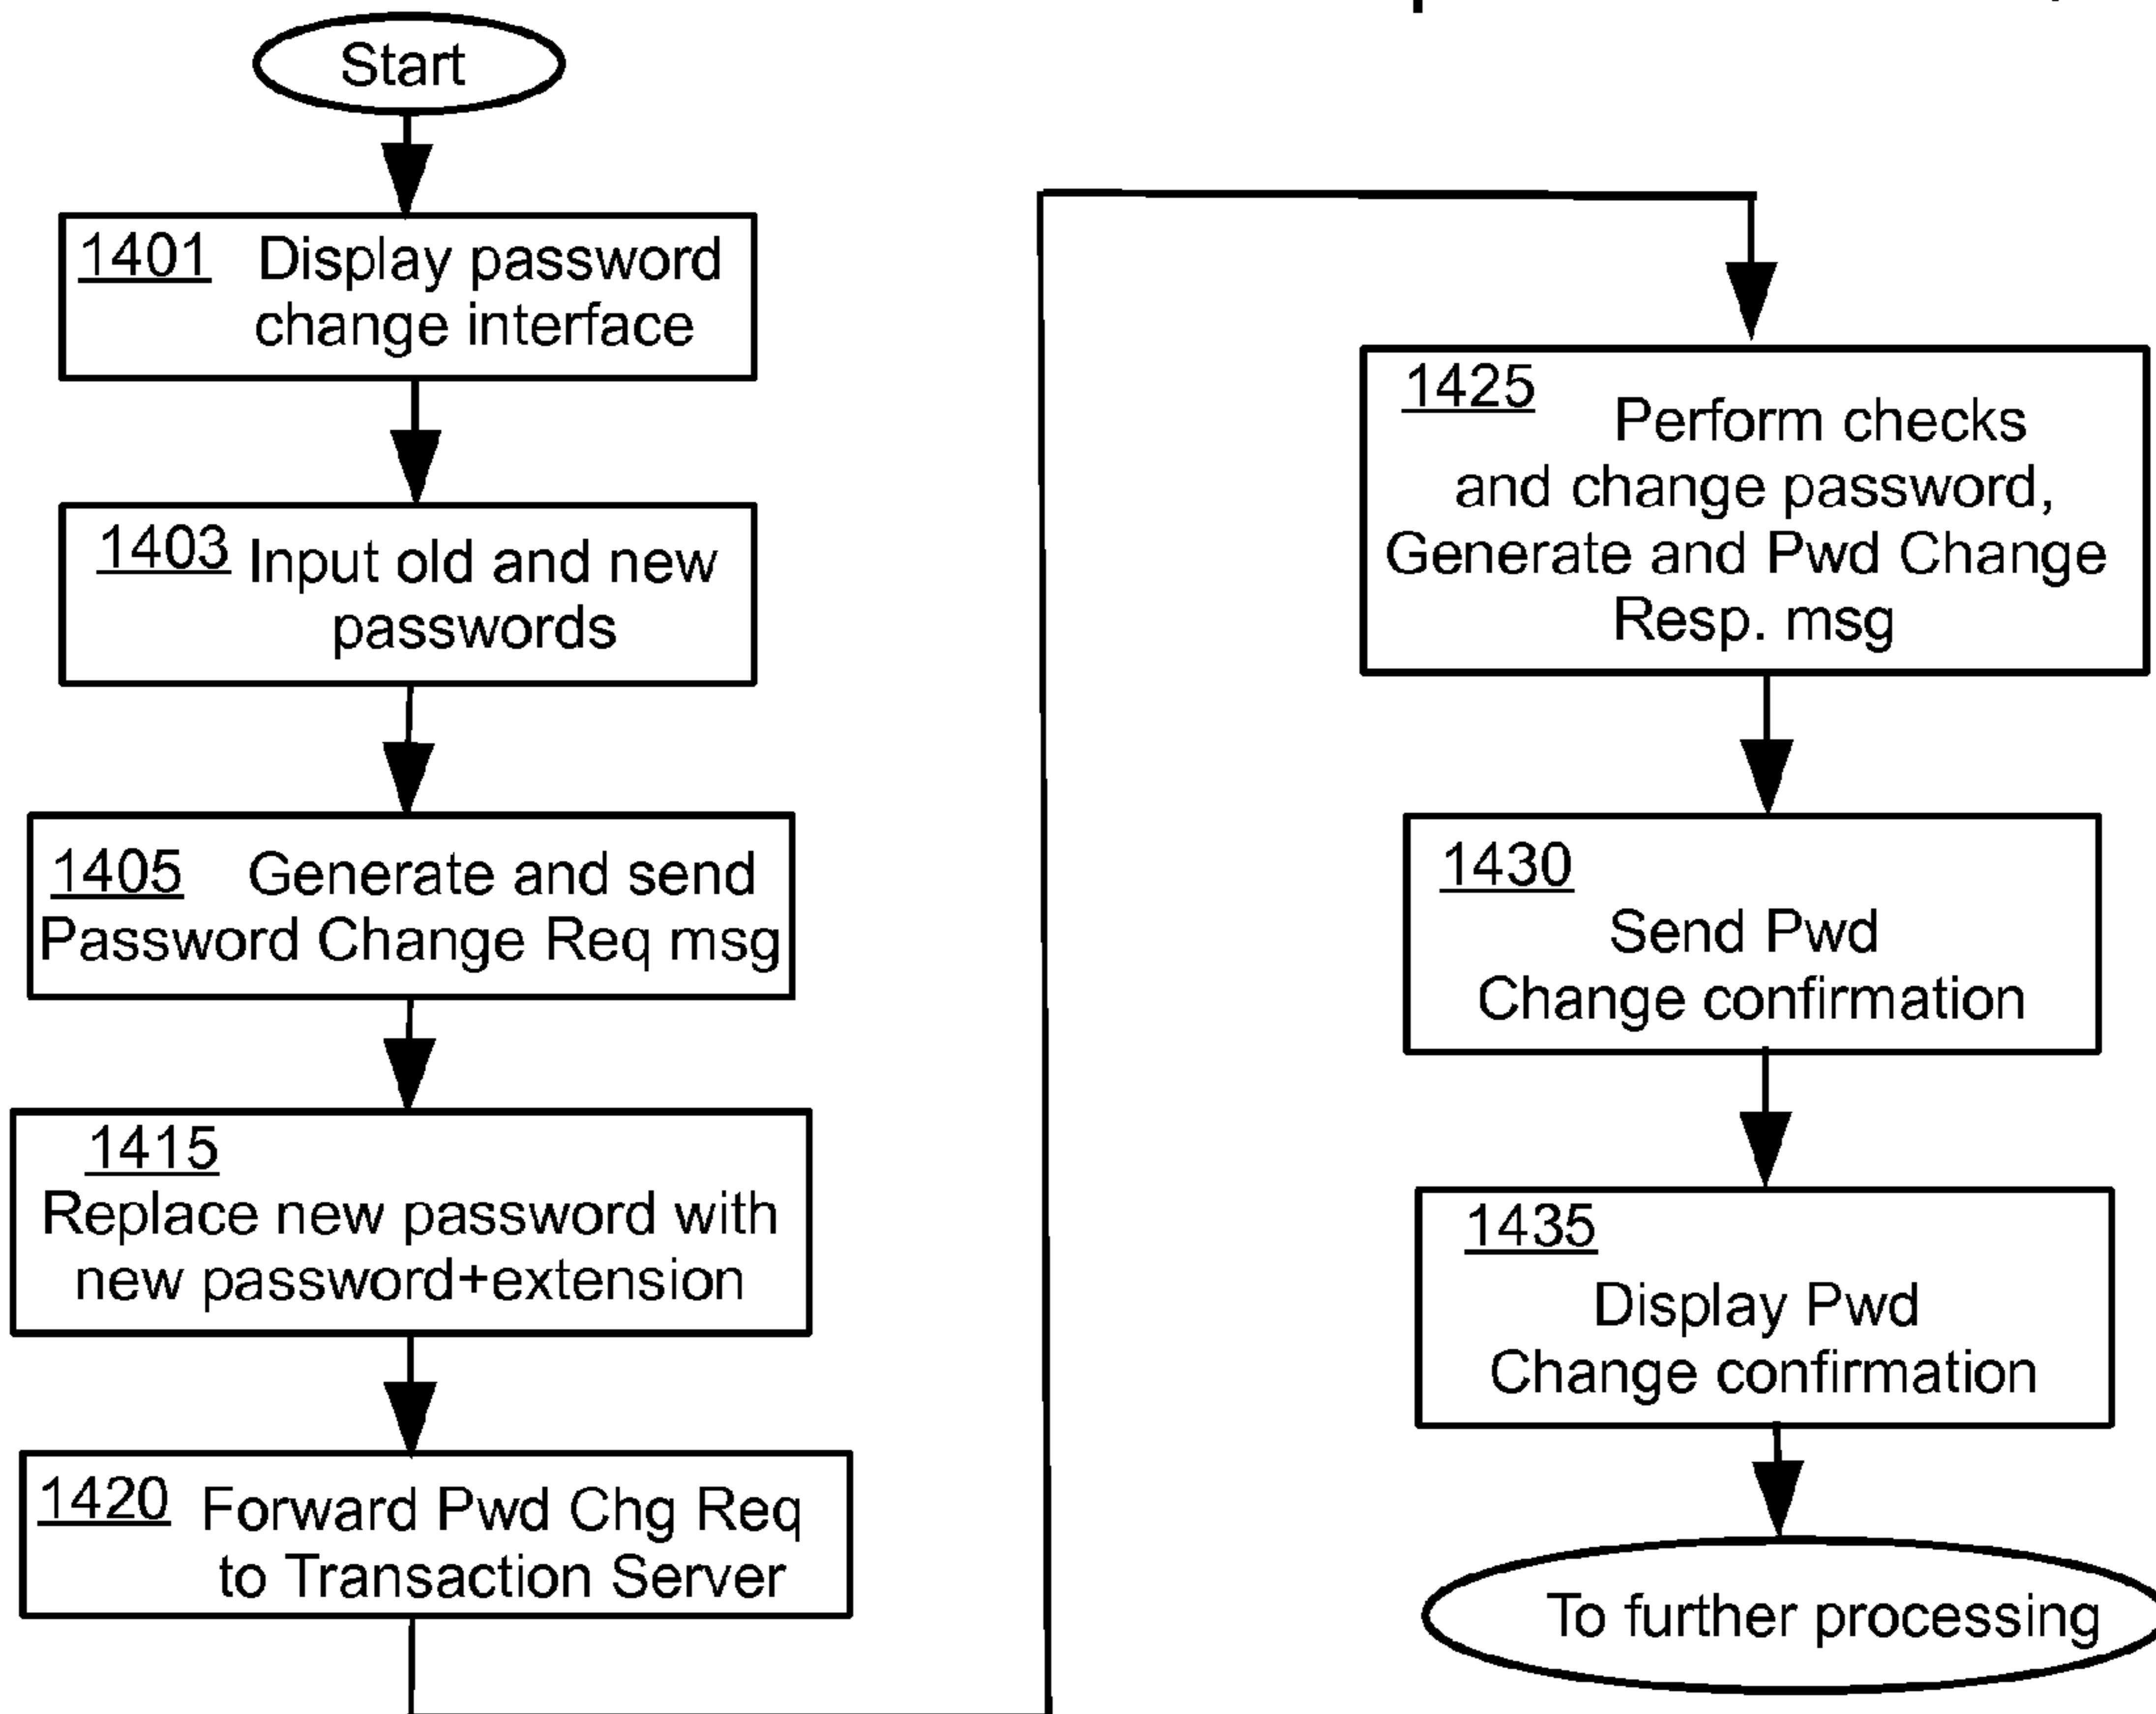 Start
1401 Display password
change interface
1403 Input old and new
passwords
1405 Generate and send
Password Change Req msg
1415
Replace new password with
new password+extension
1420 Forward Pwd Chg Req
to Transaction Server
1425
Perform checks
and change password,
Generate and Pwd Change
Resp. msg
1430
Send Pwd
Change confirmation
1435
Display Pwd
Change confirmation
To further processing